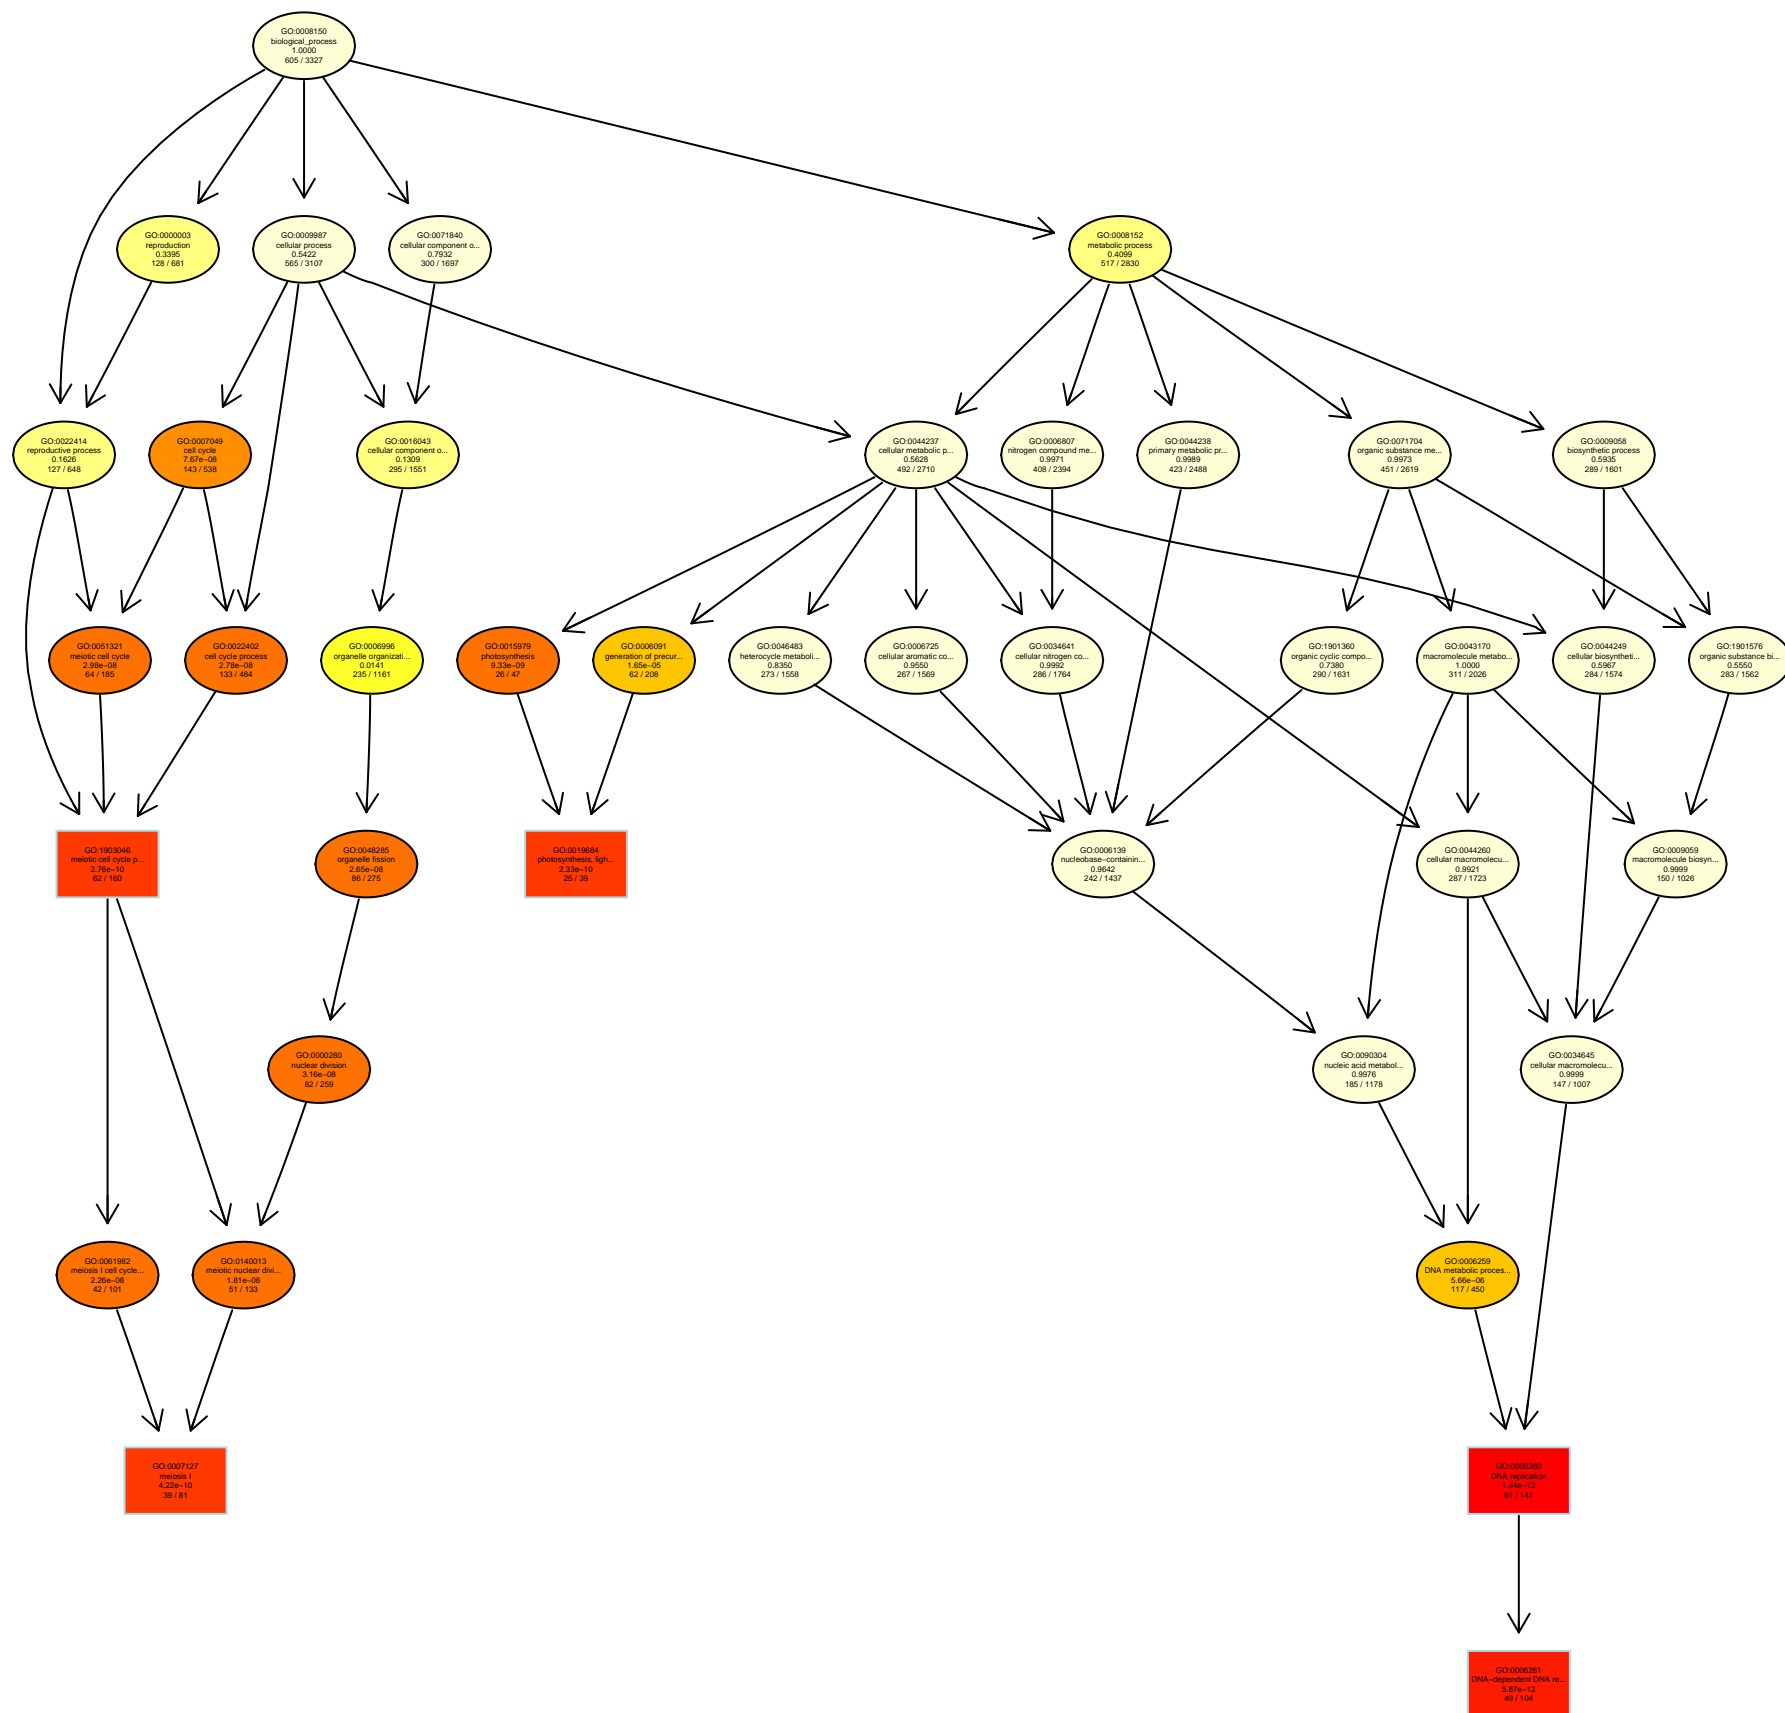 GO:0008150
biological_process
1.0000
605 / 3327
GO:0000003
reproduction
0.3395
128 / 681
GO:0009987
cellular process
0.5422
565 / 3107
GO:0071840
cellular component o...
0.7932
300 / 1697
GO:0008152
metabolic process
0.4099
517 / 2830
GO:0022414
reproductive process
0.1626
127 / 648
GO:0007049
cell cycle
7.67e−08
143 / 538
GO:0016043
cellular component o...
0.1309
295 / 1551
GO:0044237
cellular metabolic p...
0.5628
492 / 2710
GO:0006807
nitrogen compound me...
0.9971
408 / 2394
GO:0044238
primary metabolic pr...
0.9989
423 / 2488
GO:0071704
organic substance me...
0.9973
451 / 2619
GO:0009058
biosynthetic process
0.5935
289 / 1601
GO:0051321
meiotic cell cycle
2.98e−08
64 / 185
GO:0022402
cell cycle process
2.78e−08
133 / 484
GO:0006996
organelle organizati...
0.0141
235 / 1161
GO:0015979
photosynthesis
9.33e−09
26 / 47
GO:0006091
generation of precur...
1.65e−05
62 / 208
GO:0046483
heterocycle metaboli...
0.8350
273 / 1558
GO:0006725
cellular aromatic co...
0.9550
267 / 1569
GO:0034641
cellular nitrogen co...
0.9992
286 / 1764
GO:1901360
organic cyclic compo...
0.7380
290 / 1631
GO:0043170
macromolecule metabo...
1.0000
311 / 2026
GO:0044249
cellular biosyntheti...
0.5967
284 / 1574
GO:1901576
organic substance bi...
0.5550
283 / 1562
GO:1903046
meiotic cell cycle p...
2.76e−10
62 / 160
GO:0048285
organelle fission
2.65e−08
86 / 275
GO:0019684
photosynthesis, ligh...
2.33e−10
25 / 39
GO:0006139
nucleobase−containin...
0.9642
242 / 1437
GO:0044260
cellular macromolecu...
0.9921
287 / 1723
GO:0009059
macromolecule biosyn...
0.9999
150 / 1026
GO:0000280
nuclear division
3.16e−08
82 / 259
GO:0090304
nucleic acid metabol...
0.9976
185 / 1178
GO:0034645
cellular macromolecu...
0.9999
147 / 1007
GO:0061982
meiosis I cell cycle...
2.26e−08
42 / 101
GO:0140013
meiotic nuclear divi...
1.81e−08
51 / 133
GO:0006259
DNA metabolic proces...
5.66e−06
117 / 450
GO:0007127
meiosis I
4.22e−10
39 / 81
GO:0006260
DNA replication
1.44e−12
61 / 141
GO:0006261
DNA−dependent DNA re...
5.87e−12
49 / 104